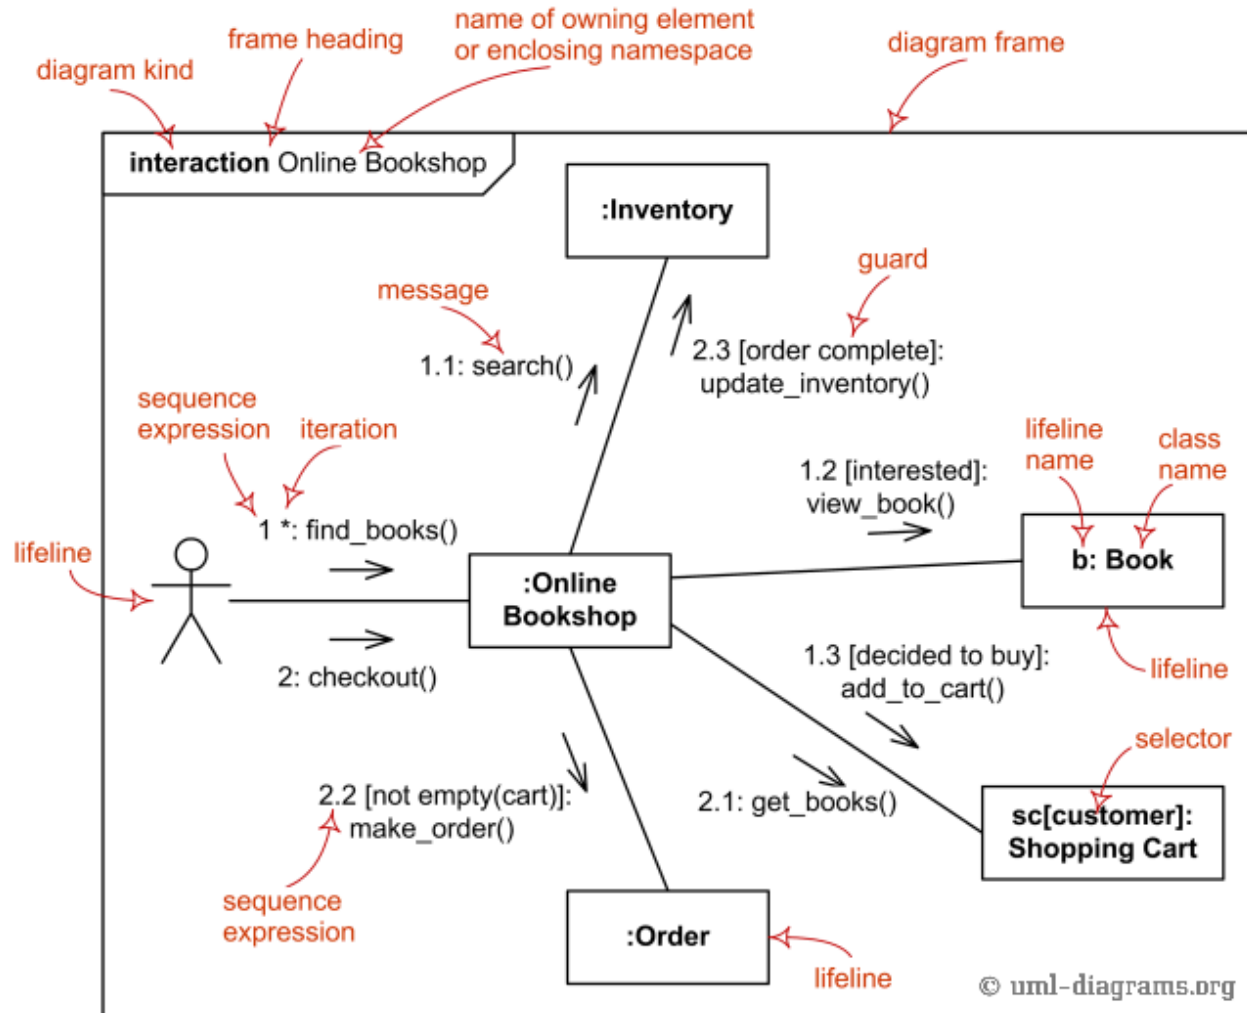 name of owning element
or enclosing namespace
frame heading
diagram frame
diagram kind
interaction Online Bookshop
:Inventory
guard
message
2.3 [order complete]:
update_inventory()
1.1: search()
sequence
expression
iteration
lifeline
name
class
name
1.2 [interested]:
view_book()
1 *: find_books()
lifeline
:Online
Bookshop
b: Book
2: checkout()
1.3 [decided to buy]:
add_to_cart()
lifeline
selector
2.2 [not empty(cart)]:
make_order()
2.1: get_books()
sc[customer]:
Shopping Cart
sequence
expression
:Order
lifeline
© uml-diagrams.org